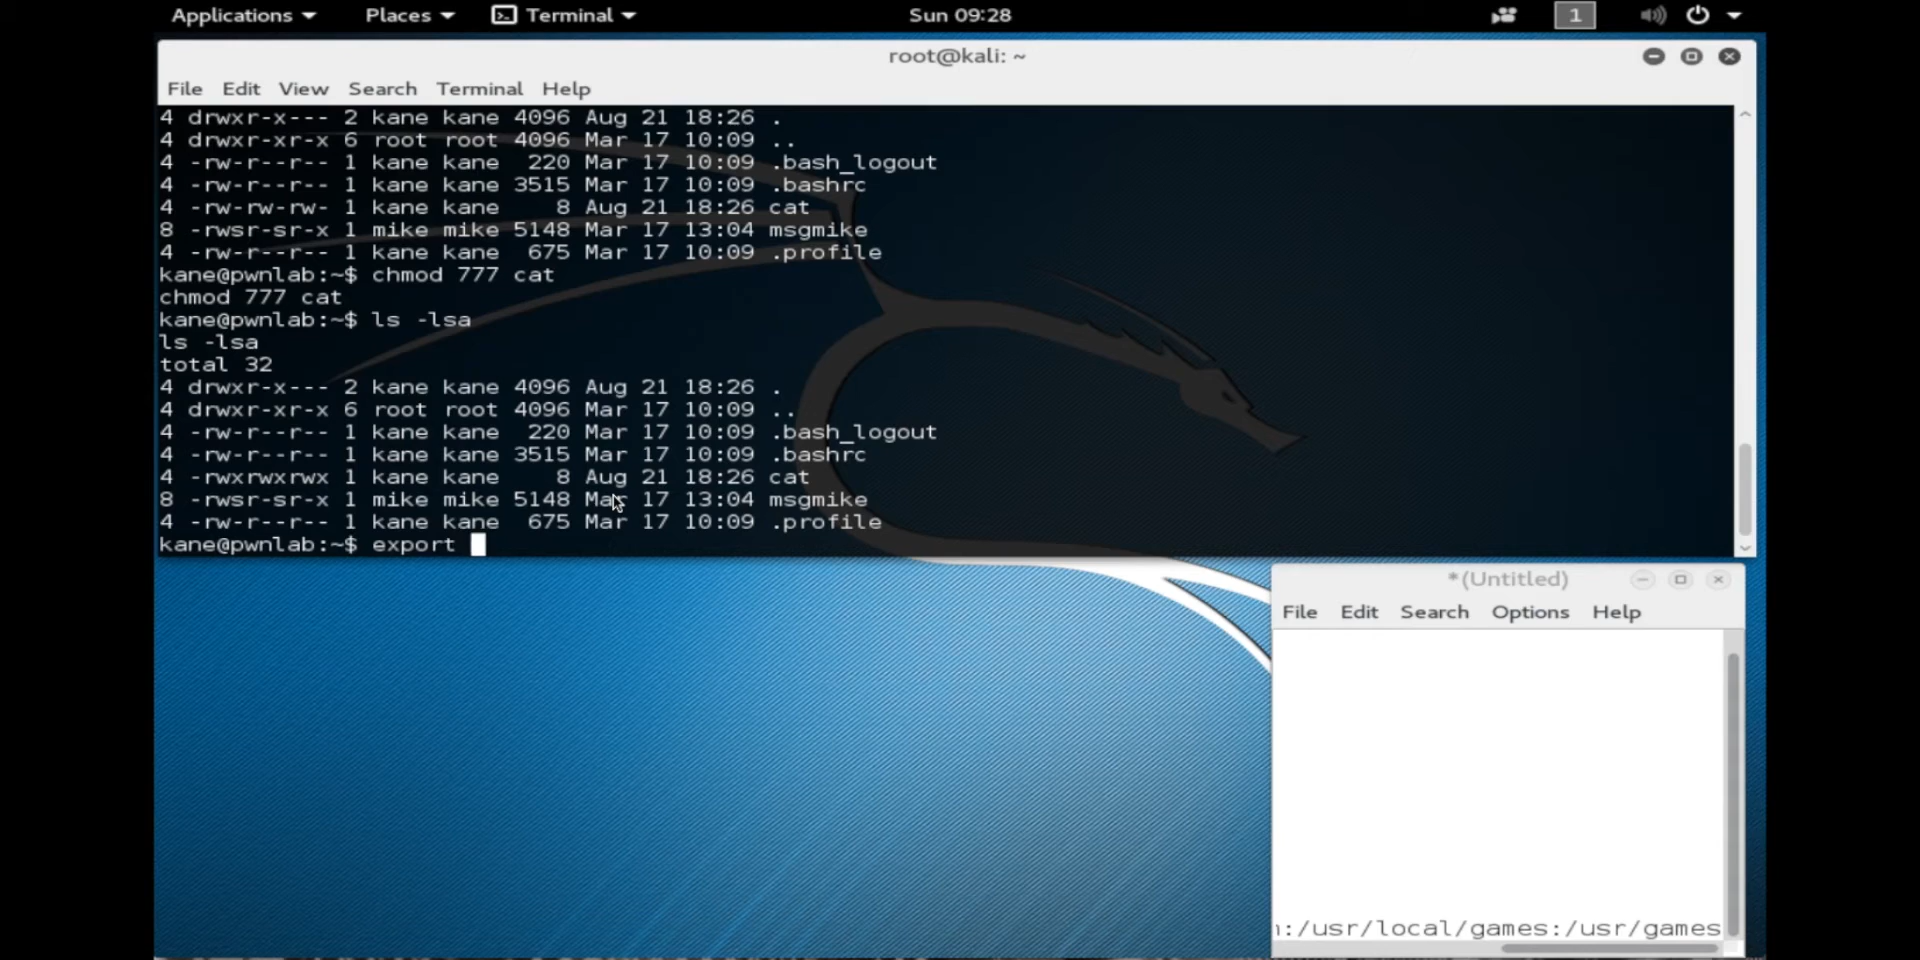 Applications Places Terminal Sun 09:28 1
root@kali: ~
File Edit View Search Terminal Help
4 drwxr-x--- 2 kane kane 4096 Aug 21 18:26 .
4 drwxr-xr-x 6 root root 4096 Mar 17 10:09 ..
4 -rw-r--r-- 1 kane kane  220 Mar 17 10:09 .bash_logout
4 -rw-r--r-- 1 kane kane 3515 Mar 17 10:09 .bashrc
4 -rw-rw-rw- 1 kane kane    8 Aug 21 18:26 cat
8 -rwsr-sr-x 1 mike mike 5148 Mar 17 13:04 msgmike
4 -rw-r--r-- 1 kane kane  675 Mar 17 10:09 .profile
kane@pwnlab:~$ chmod 777 cat
chmod 777 cat
kane@pwnlab:~$ ls -lsa
ls -lsa
total 32
4 drwxr-x--- 2 kane kane 4096 Aug 21 18:26 .
4 drwxr-xr-x 6 root root 4096 Mar 17 10:09 ..
4 -rw-r--r-- 1 kane kane  220 Mar 17 10:09 .bash_logout
4 -rw-r--r-- 1 kane kane 3515 Mar 17 10:09 .bashrc
4 -rwxrwxrwx 1 kane kane    8 Aug 21 18:26 cat
8 -rwsr-sr-x 1 mike mike 5148 Mar 17 13:04 msgmike
4 -rw-r--r-- 1 kane kane  675 Mar 17 10:09 .profile
kane@pwnlab:~$ export
*(Untitled)
File Edit Search Options Help
:/usr/local/games:/usr/games